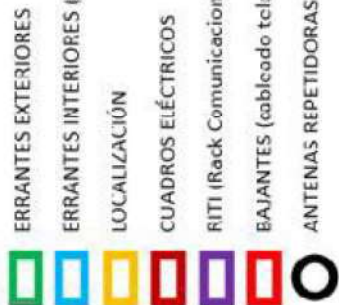 ERRANTES EXTERIORES
ERRANTES INTERIORES (
LOCALIZACIÓN
CUADROS ELÉCTRICOS
RITI (Rack Comunicacion
BAJANTES (cableado tel
ANTENAS REPETIDORAS